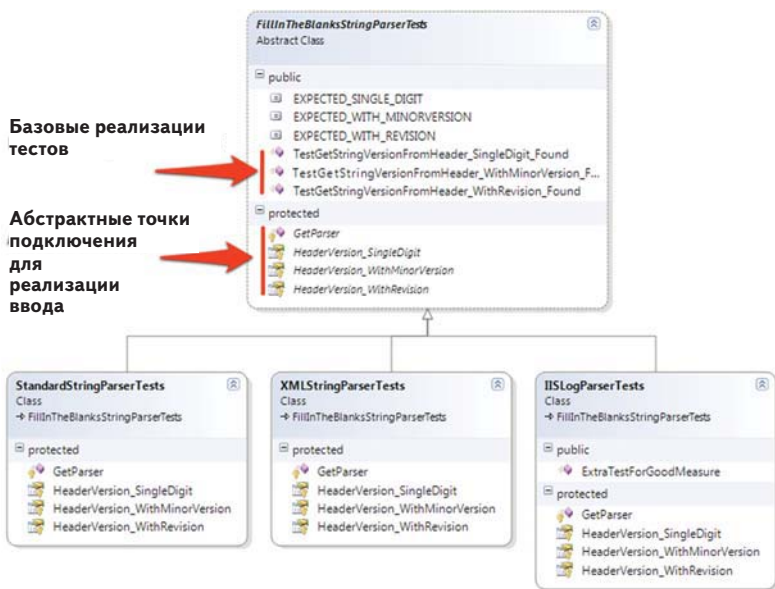 FillInTheBlanksStringParserTests
Abstract Class
public
EXPECTED_SINGLE_DIGIT
EXPECTED_WITH_MINORVERSION
EXPECTED_WITH_REVISION
Базовые реализации
тестов
TestGetStringVersionFromHeader_SingleDigit_Found
TestGetStringVersionFromHeader_WithMinorVersion_F...
TestGetStringVersionFromHeader_WithRevision_Found
Абстрактные точки
подключения
для
реализации
ввода
protected
GetParser
HeaderVersion_SingleDigit
HeaderVersion_WithMinorVersion
HeaderVersion_WithRevision
StandardStringParserTests
Class
FillInTheBlanksStringParserTests
protected
GetParser
HeaderVersion_SingleDigit
HeaderVersion_WithMinorVersion
HeaderVersion_WithRevision
XMLStringParserTests
Class
FillInTheBlanksStringParserTests
protected
GetParser
HeaderVersion_SingleDigit
HeaderVersion_WithMinorVersion
HeaderVersion_WithRevision
IISLogParserTests
Class
FillInTheBlanksStringParserTests
public
ExtraTestForGoodMeasure
protected
GetParser
HeaderVersion_SingleDigit
HeaderVersion_WithMinorVersion
HeaderVersion_WithRevision